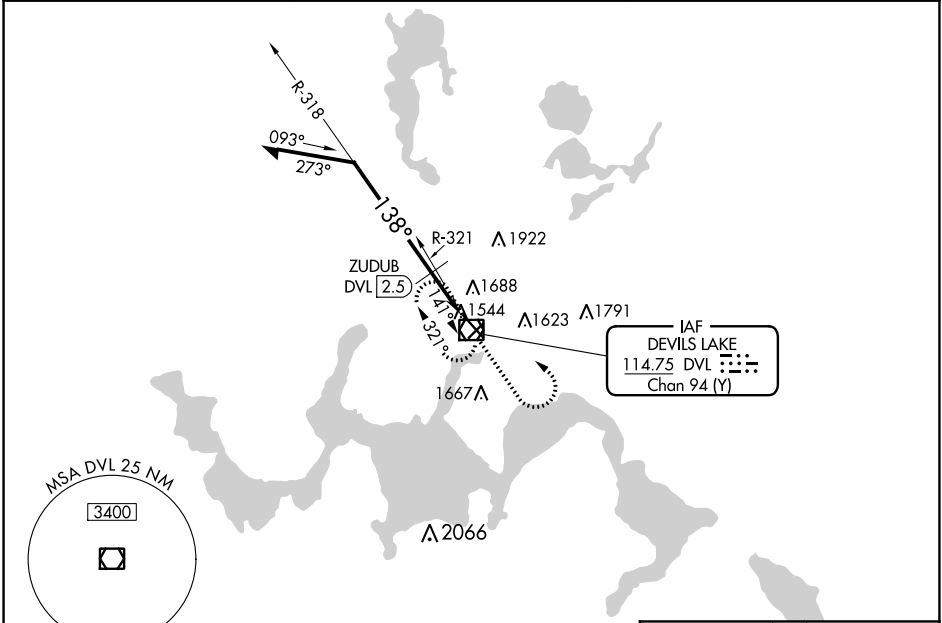 R-318
093°
273°
138°
R-321
1922
ZUDUB
DVL 2.5
1688
141°
1544
321°
1623
1791
IAF
DEVILS LAKE
114.75 DVL
Chan 94 (Y)
1667
MSA DVL 25 NM
3400
2066